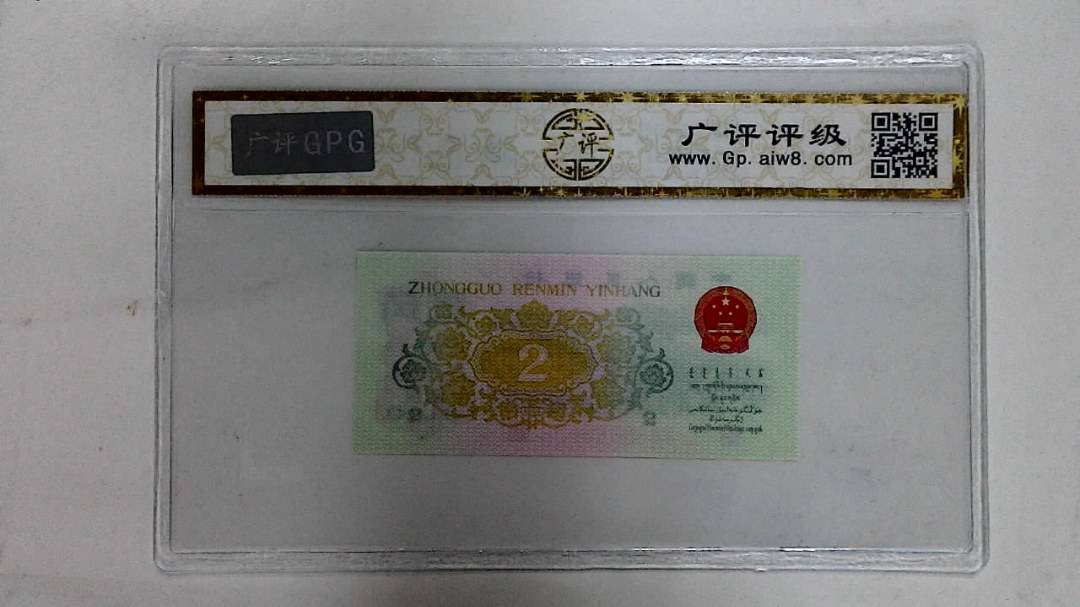 广评GPG
广评
广评评级
www.Gp.aiw8.com
ZHONGGUO RENMIN YINHANG
2
2 2